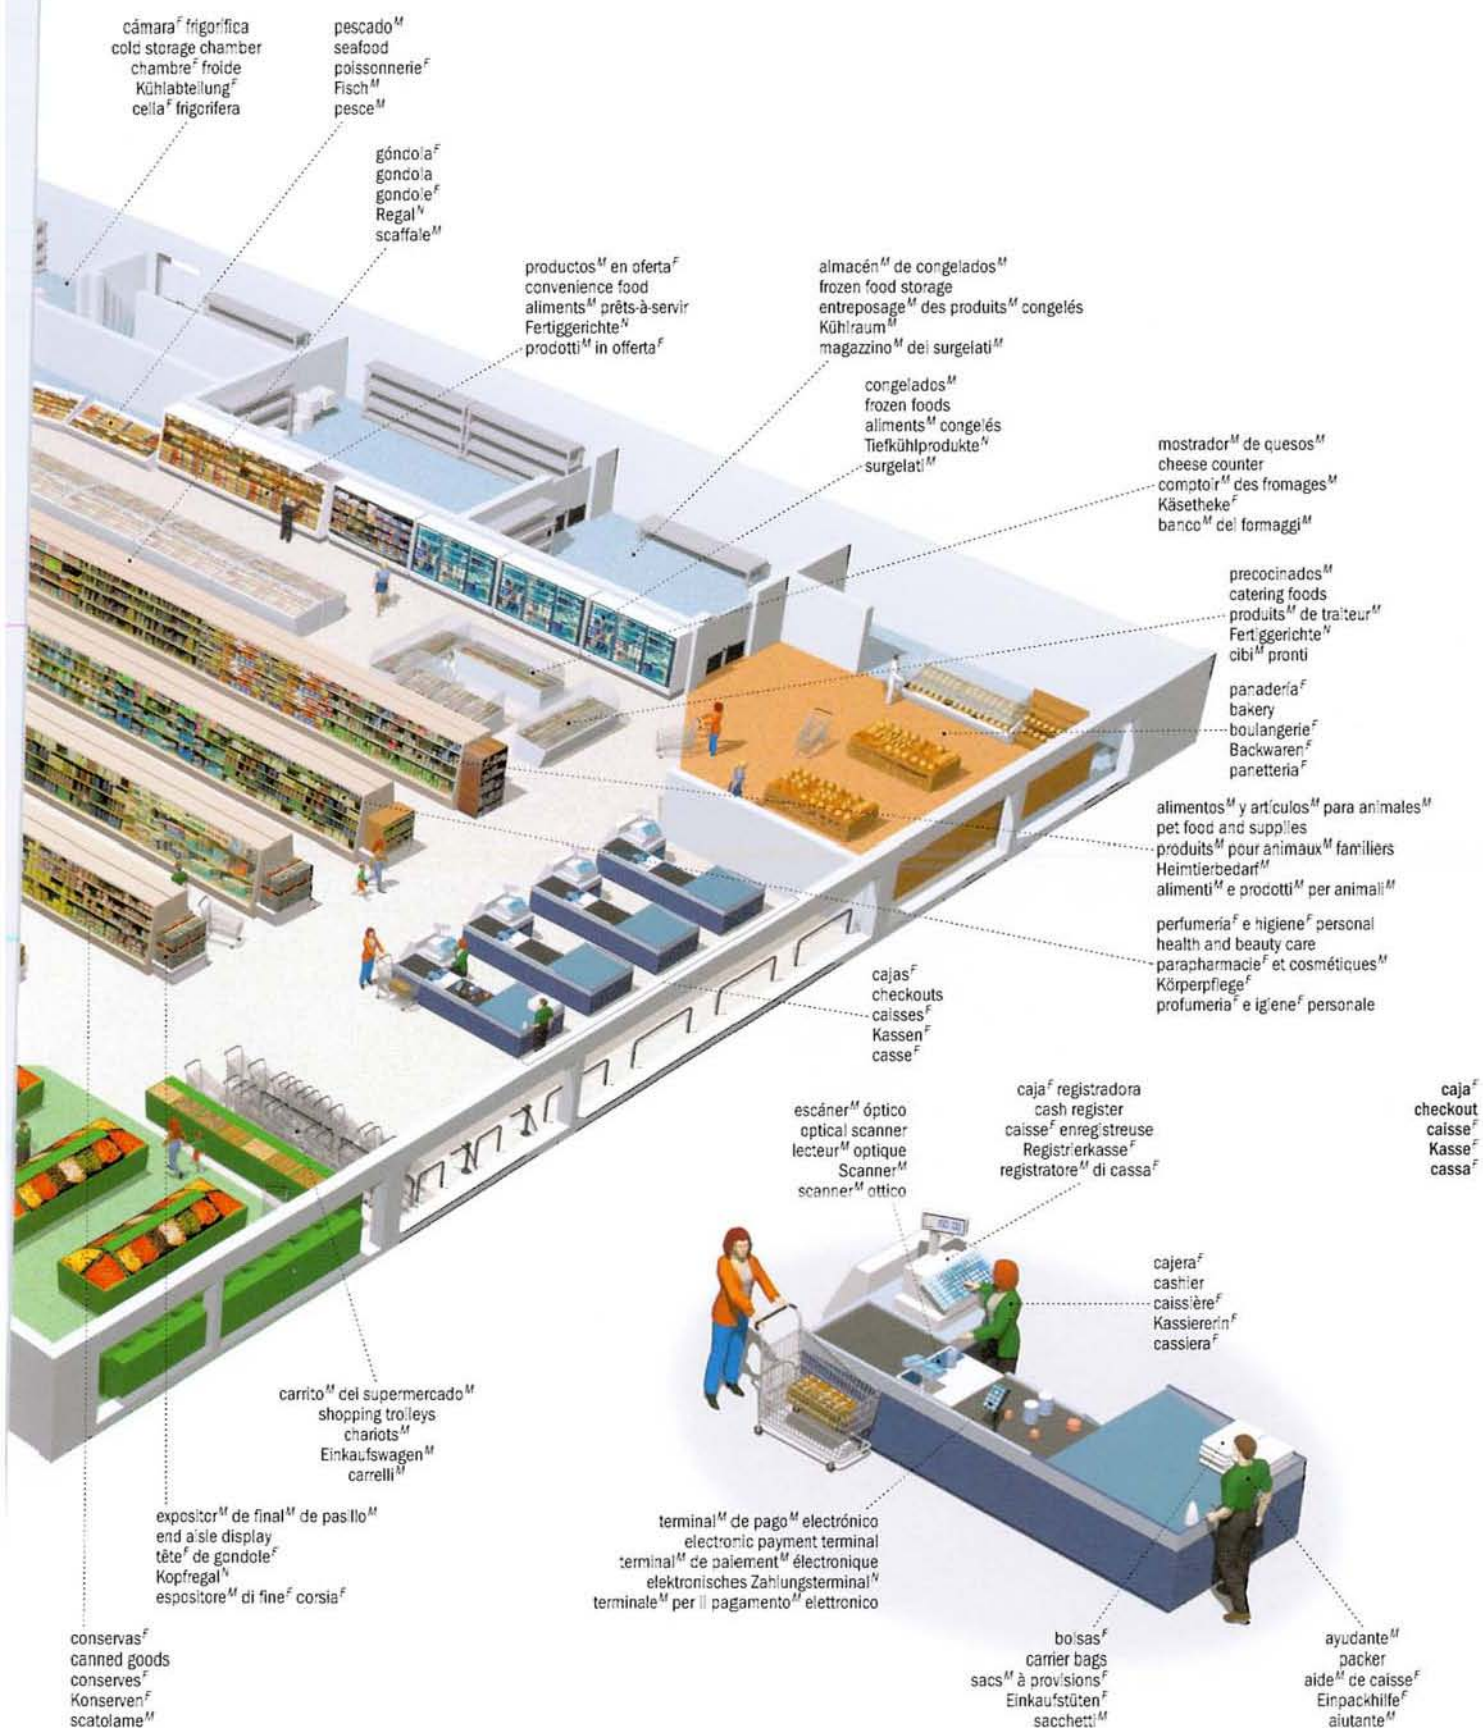 cámara^F frigorífica
cold storage chamber
chambre^F froide
Kühlabteilung^F
cella^F frigorifera
pescado^M
seafood
poissonnerie^F
Fisch^M
pesce^M
góndola^F
gondola
gondole^F
Regal^N
scaffale^M
productos^M en oferta^F
convenience food
aliments^M prêts-à-servir
Fertiggerichte^N
prodotti^M in offerta^F
almacén^M de congelados^M
frozen food storage
entreposage^M des produits^M congelés
Kühlraum^M
magazzino^M dei surgelati^M
congelados^M
frozen foods
aliments^M congelés
Tiefkühlprodukte^N
surgelati^M
mostrador^M de quesos^M
cheese counter
comptoir^M des fromages^M
Käsetheke^F
banco^M dei formaggi^M
precocinados^M
catering foods
produits^M de traiteur^M
Fertiggerichte^N
cibi^M pronti
panadería^F
bakery
boulangerie^F
Backwaren^F
panetteria^F
alimentos^M y artículos^M para animales^M
pet food and supplies
produits^M pour animaux^M familiers
Heimtierbedarf^M
alimenti^M e prodotti^M per animali^M
perfumería^F e higiene^F personal
health and beauty care
parapharmacie^F et cosmétiques^M
Körperpflege^F
profumeria^F e igiene^F personale
cajas^F
checkouts
caisses^F
Kassen^F
casse^F
escáner^M óptico
optical scanner
lecteur^M optique
Scanner^M
scanner^M ottico
caja^F registradora
cash register
caisse^F enregistreuse
Registrierkasse^F
registratore^M di cassa^F
caja^F
checkout
caisse^F
Kasse^F
cassa^F
cajera^F
cashier
caissière^F
Kassiererin^F
cassiera^F
carrito^M del supermercado^M
shopping trolleys
chariots^M
Einkaufswagen^M
carrelli^M
expositor^M de final^M de pasillo^M
end aisle display
tête^F de gondole^F
Kopfregal^N
espositore^M di fine^F corsia^F
terminal^M de pago^M electrónico
electronic payment terminal
terminal^M de paiement^M électronique
elektronisches Zahlungsterminal^N
terminale^M per il pagamento^M elettronico
conservas^F
canned goods
conserves^F
Konserven^F
scatolame^M
bolsas^F
carrier bags
sacs^M à provisions^F
Einkaufstüten^F
sacchetti^M
ayudante^M
packer
aide^M de caisse^F
Einpackhilfe^F
aiutante^M